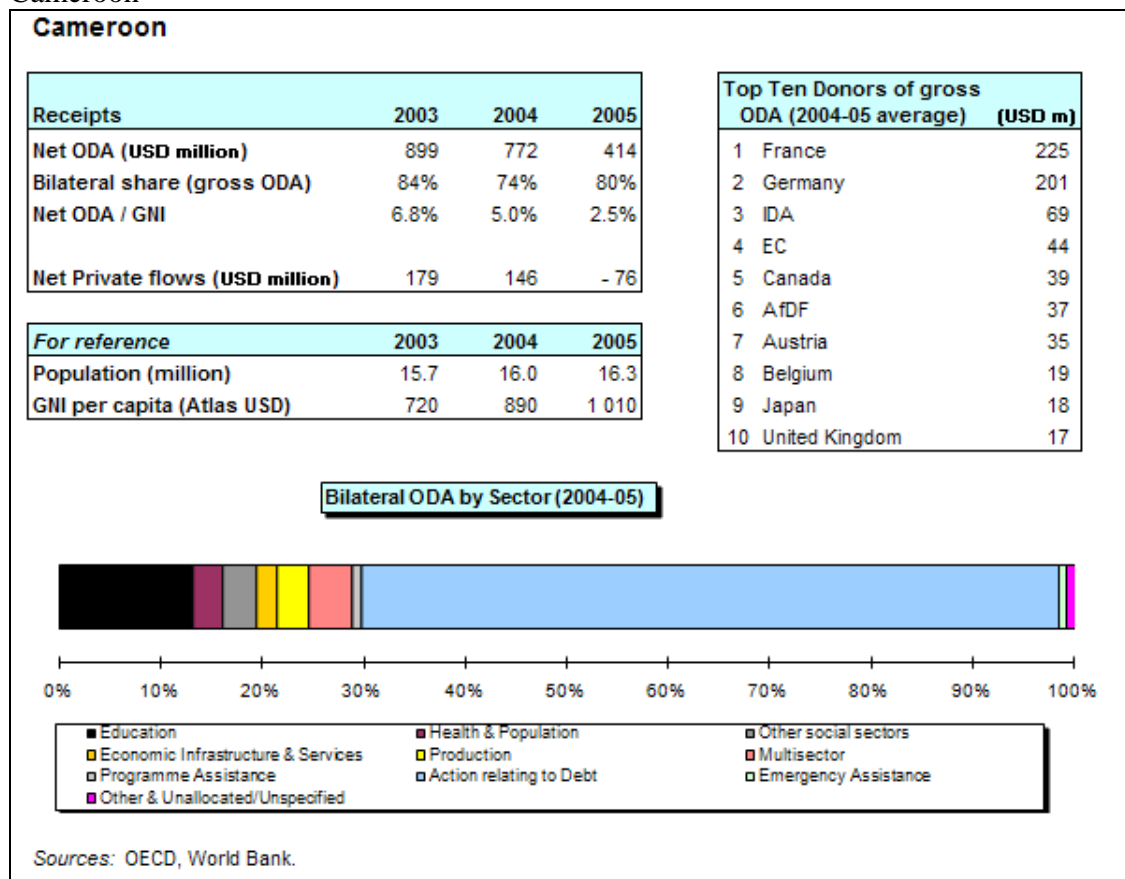 Cameroon
Cameroon
Receipts 2003 2004 2005
Net ODA (USD million) 899 772 414
Bilateral share (gross ODA) 84% 74% 80%
Net ODA / GNI 6.8% 5.0% 2.5%
Net Private flows (USD million) 179 146 - 76
For reference 2003 2004 2005
Population (million) 15.7 16.0 16.3
GNI per capita (Atlas USD) 720 890 1 010
Top Ten Donors of gross
ODA (2004-05 average) (USD m)
1 France 225
2 Germany 201
3 IDA 69
4 EC 44
5 Canada 39
6 AfDF 37
7 Austria 35
8 Belgium 19
9 Japan 18
10 United Kingdom 17
Bilateral ODA by Sector (2004-05)
0% 10% 20% 30% 40% 50% 60% 70% 80% 90% 100%
Education Health & Population Other social sectors
Economic Infrastructure & Services Production Multisector
Programme Assistance Action relating to Debt Emergency Assistance
Other & Unallocated/Unspecified
Sources: OECD, World Bank.